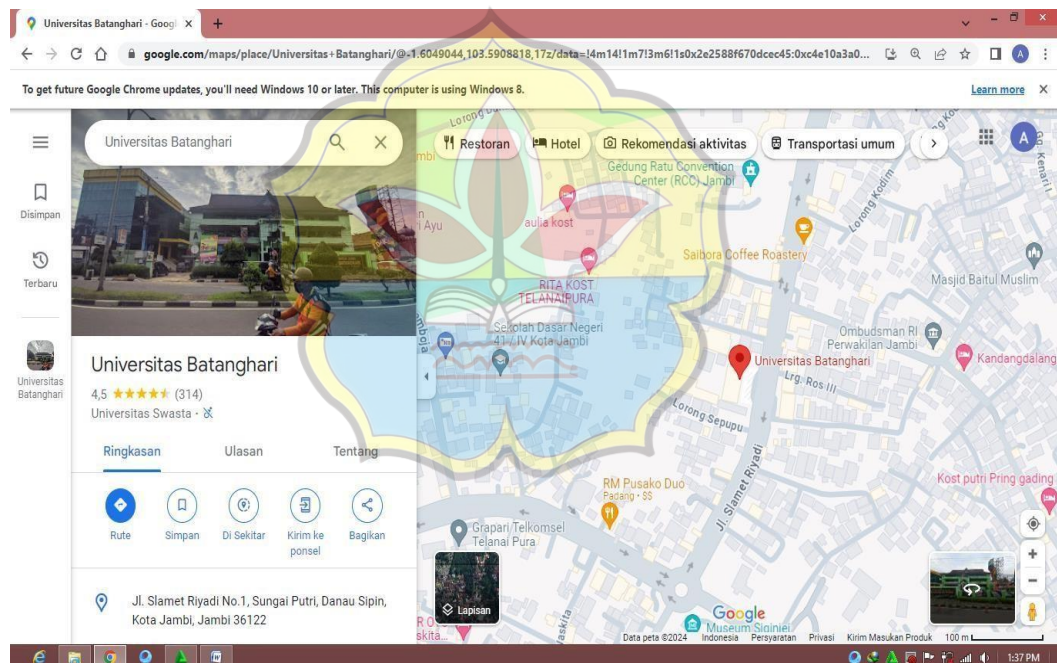 Universitas Batanghari - Goog
google.com/maps/place/Universitas+Batanghari/@-1.6049044,103.5908818,17z/data=!4m14!1m7!3m6!1s0x2e2588f670dcec45:0xc4e10a3a0...
A
To get future Google Chrome updates, you'll need Windows 10 or later. This computer is using Windows 8.
Learn more
Universitas Batanghari
Restoran
Hotel
Rekomendasi aktivitas
Transportasi umum
A
Disimpan
Terbaru
Universitas
Batanghari
Universitas Batanghari
4,5
(314)
Universitas Swasta
Ringkasan
Ulasan
Tentang
Rute
Simpan
Di Sekitar
Kirim ke
ponsel
Bagikan
Jl. Slamet Riyadi No.1, Sungai Putri, Danau Sipin,
Kota Jambi, Jambi 36122
Gedung Ratu Convention
Center (RCC) Jambi
Lorong Kodim
Gg. Kenari I
Ayu
aulia kost
Saibora Coffee Roastery
RITA KOST
TELANAIPURA
Masjid Baitul Muslim
Sekolah Dasar Negeri
41 / IV Kota Jambi
Ombudsman RI
Perwakilan Jambi
Universitas Batanghari
Kandangdalang
Lrg. Ros III
Lorong Sepupu
Jl. Slamet Riyadi
RM Pusako Duo
Padang · $$
Kost putri Pring gading
Grapari Telkomsel
Telanai Pura
Lapisan
Google
Museum Siginjei
Data peta ©2024
Indonesia
Persyaratan
Privasi
Kirim Masukan Produk
100 m
1:37 PM